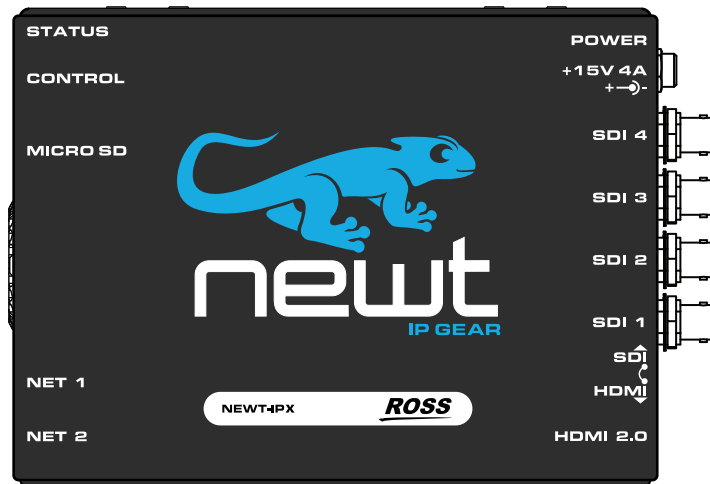 STATUS
CONTROL
MICRO SD
POWER
+15V 4A
+ -
SDI 4
SDI 3
SDI 2
SDI 1
SDI
HDMI
HDMI 2.0
newt
IP GEAR
NEWT-IPX
ROSS
NET 1
NET 2